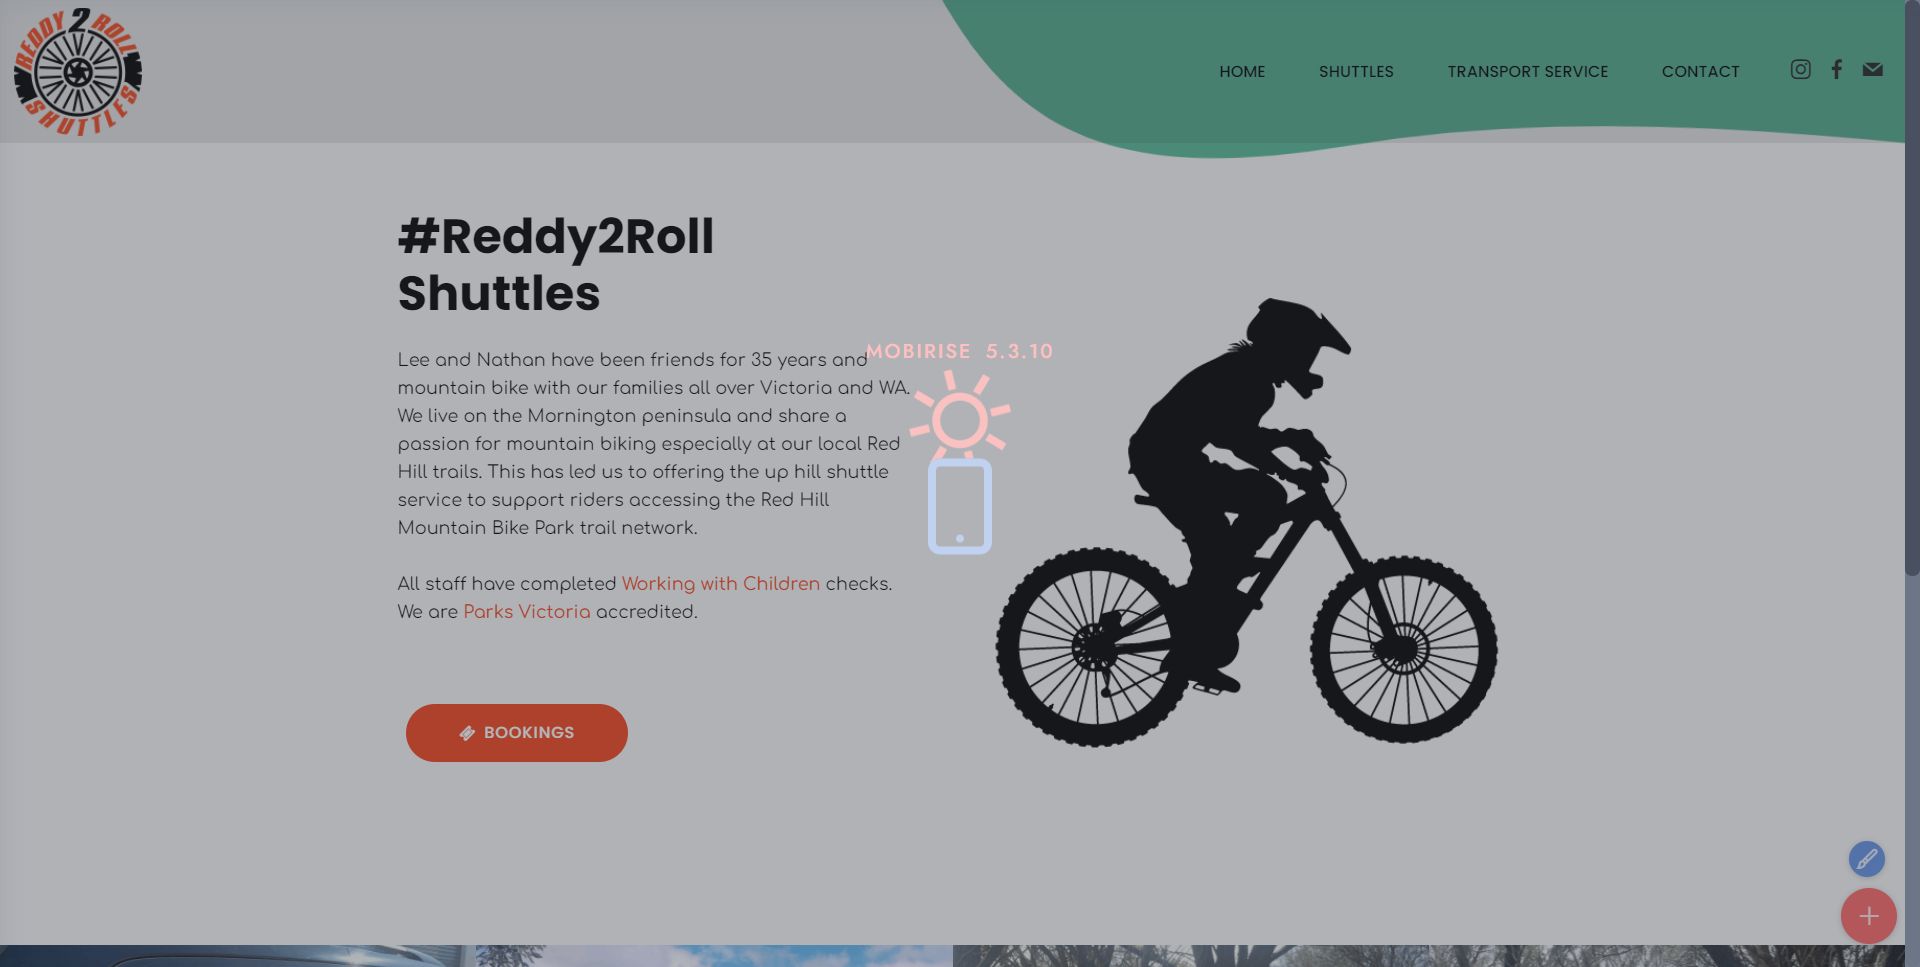 REDDY 2 ROLL
SHUTTLES
HOME SHUTTLES TRANSPORT SERVICE CONTACT
#Reddy2Roll
Shuttles
MOBIRISE 5.3.10
Lee and Nathan have been friends for 35 years and
mountain bike with our families all over Victoria and WA.
We live on the Mornington peninsula and share a
passion for mountain biking especially at our local Red
Hill trails. This has led us to offering the up hill shuttle
service to support riders accessing the Red Hill
Mountain Bike Park trail network.
All staff have completed Working with Children checks.
We are Parks Victoria accredited.
BOOKINGS